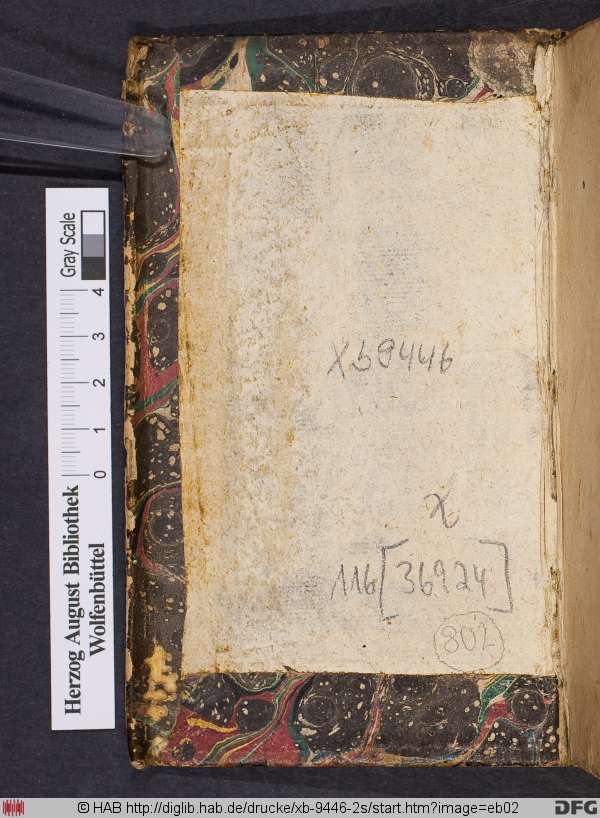 Xb9446
χ
116 [36924]
802
Herzog August Bibliothek
Wolfenbüttel
0 1 2 3 4
Gray Scale
© HAB http://diglib.hab.de/drucke/xb-9446-2s/start.htm?image=eb02
DFG